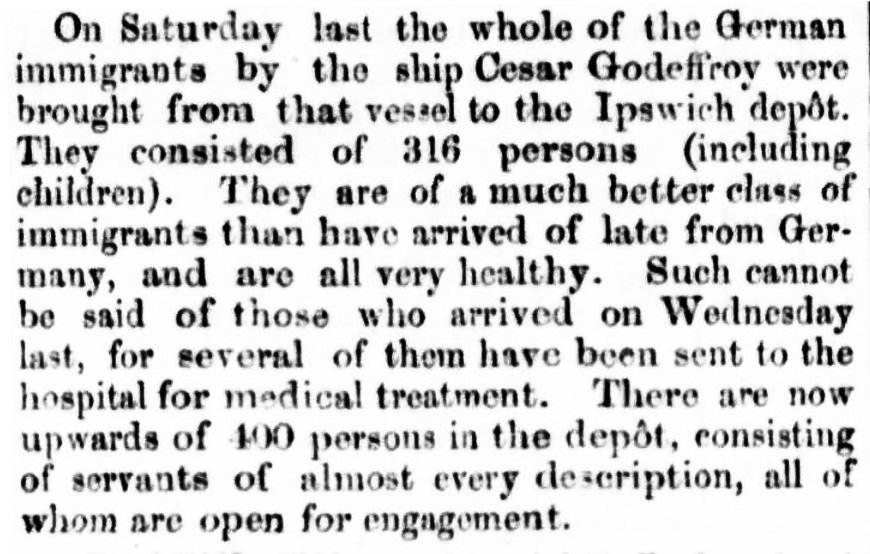 On Saturday last the whole of the German
immigrants by the ship Cesar Godeffroy were
brought from that vessel to the Ipswich depôt.
They consisted of 316 persons (including
children). They are of a much better class of
immigrants than have arrived of late from Ger-
many, and are all very healthy. Such cannot
be said of those who arrived on Wednesday
last, for several of them have been sent to the
hospital for medical treatment. There are now
upwards of 400 persons in the depôt, consisting
of servants of almost every description, all of
whom are open for engagement.